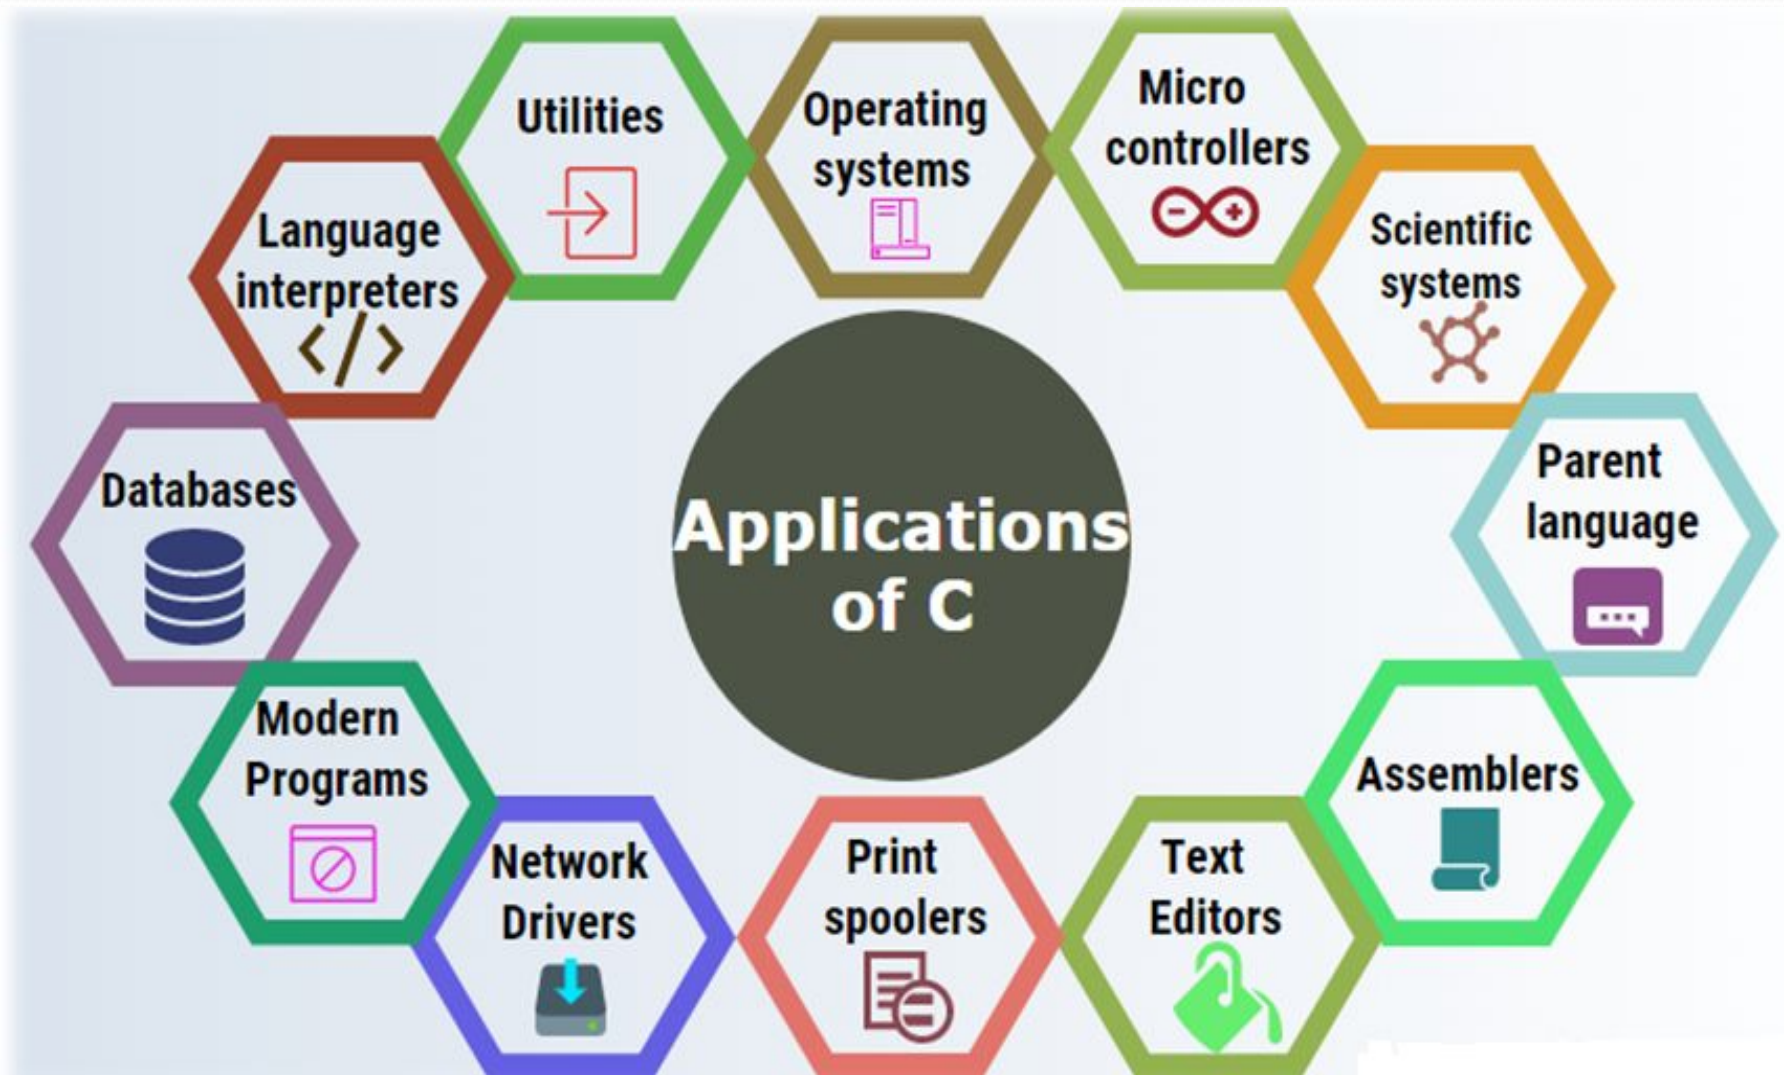 Utilities
Operating
systems
Micro
controllers
Scientific
systems
Parent
language
Assemblers
Text
Editors
Print
spoolers
Network
Drivers
Modern
Programs
Databases
Language
interpreters
Applications
of C